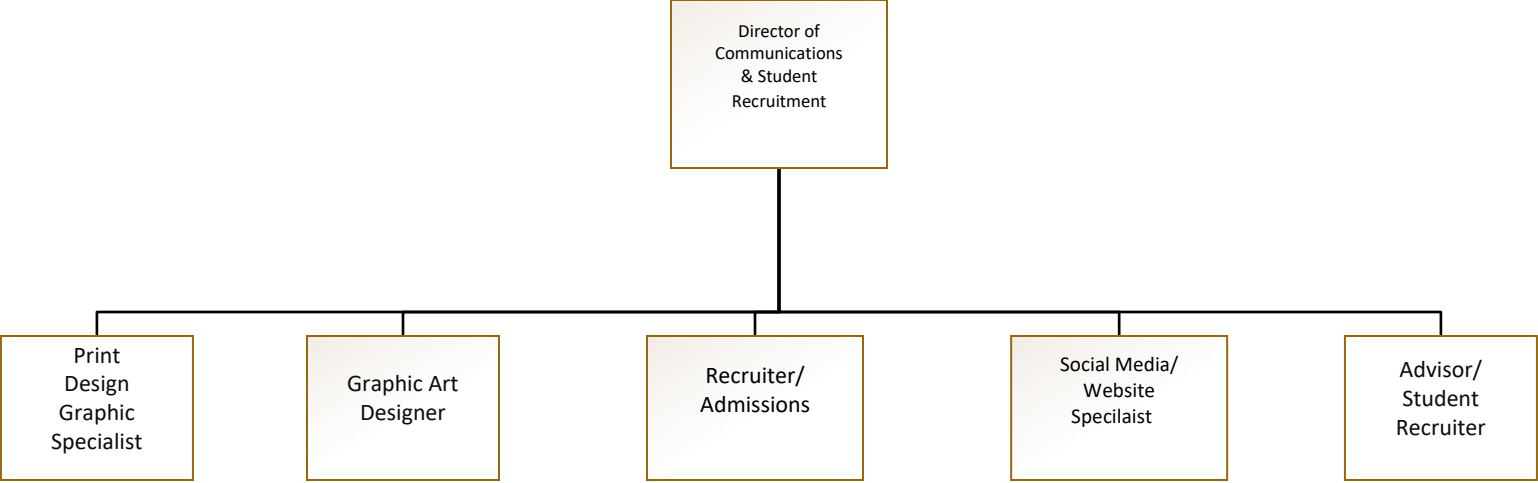 Director of
Communications
& Student
Recruitment
Print
Design
Graphic
Specialist
Graphic Art
Designer
Recruiter/
Admissions
Social Media/
Website
Specilaist
Advisor/
Student
Recruiter